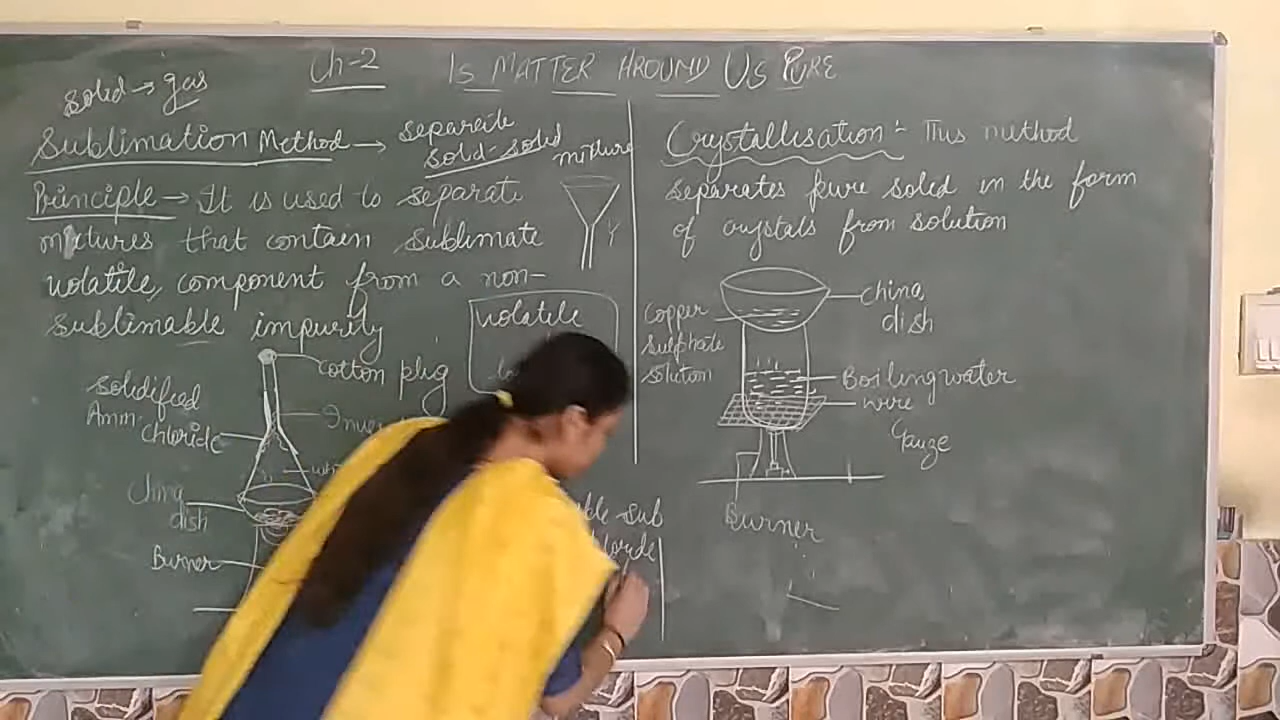 Ch-2 IS MATTER AROUND US PURE
solid → gas
Sublimation Method → separate
solid-solid
mixture
Principle → It is used to separate
mixtures that contain sublimate
volatile, component from a non-
sublimable impurity
volatile
Cotton plug
solidified
Amm
Chloride
China
dish
Burner
sub
Crystallisation :- This method
separates pure solid in the form
of crystals from solution
China
dish
Copper
Sulphate
solution
Boiling water
wire
Gauze
Burner